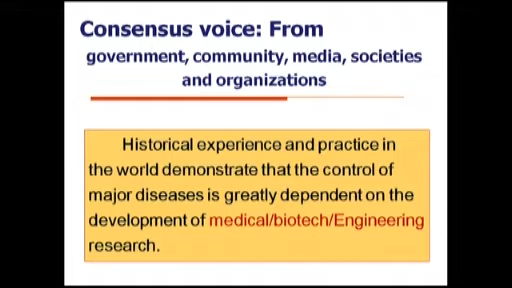 Consensus voice: From
government, community, media, societies
and organizations
Historical experience and practice in
the world demonstrate that the control of
major diseases is greatly dependent on the
development of medical/biotech/Engineering
research.